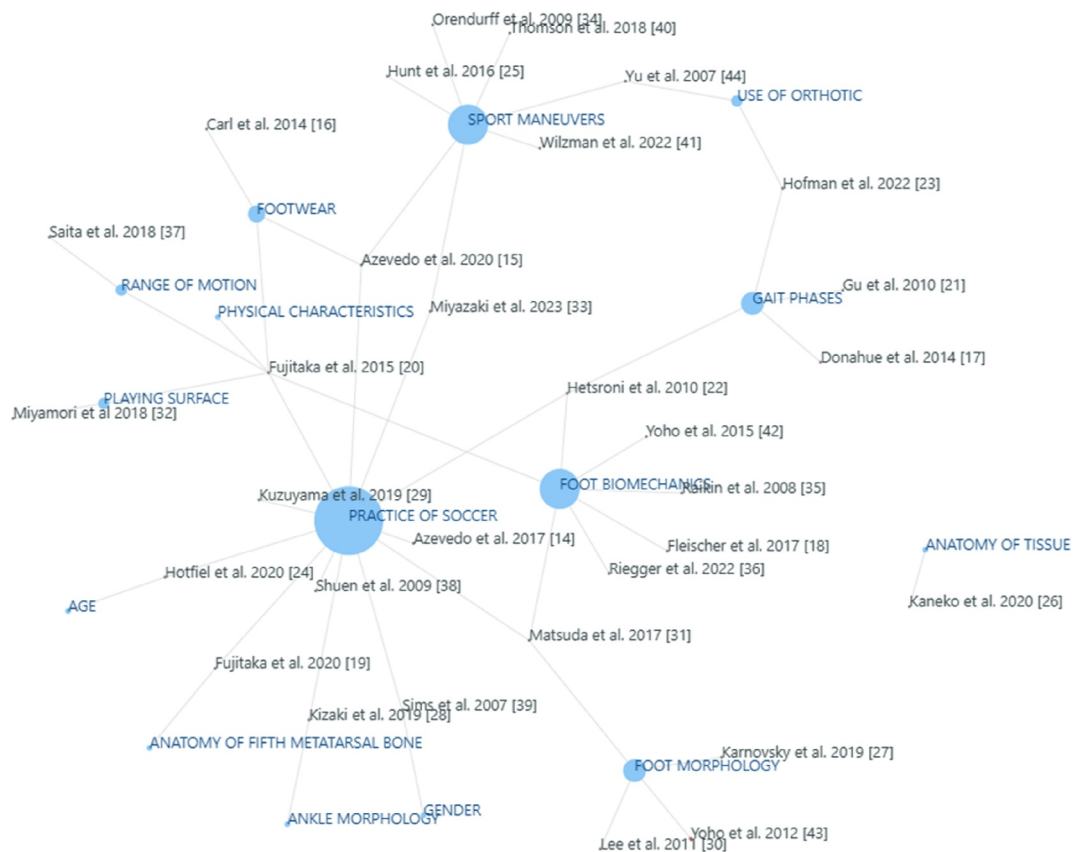 Orendurff et al. 2009 [34]
Thomson et al. 2018 [40]
Hunt et al. 2016 [25]
Yu et al. 2007 [44]
USE OF ORTHOTIC
SPORT MANEUVERS
Carl et al. 2014 [16]
Wilzman et al. 2022 [41]
Hofman et al. 2022 [23]
FOOTWEAR
Saita et al. 2018 [37]
Azevedo et al. 2020 [15]
RANGE OF MOTION
Gu et al. 2010 [21]
GAIT PHASES
PHYSICAL CHARACTERISTICS
Miyazaki et al. 2023 [33]
Donahue et al. 2014 [17]
Fujitaka et al. 2015 [20]
Hetsroni et al. 2010 [22]
PLAYING SURFACE
Miyamori et al 2018 [32]
Yoho et al. 2015 [42]
FOOT BIOMECHANICS
Raikin et al. 2008 [35]
Kuzuyama et al. 2019 [29]
PRACTICE OF SOCCER
Azevedo et al. 2017 [14]
Fleischer et al. 2017 [18]
ANATOMY OF TISSUE
Riegger et al. 2022 [36]
Hotfiel et al. 2020 [24]
Shuen et al. 2009 [38]
Kaneko et al. 2020 [26]
AGE
Matsuda et al. 2017 [31]
Fujitaka et al. 2020 [19]
Sims et al. 2007 [39]
Kizaki et al. 2019 [28]
ANATOMY OF FIFTH METATARSAL BONE
Karnovsky et al. 2019 [27]
FOOT MORPHOLOGY
GENDER
ANKLE MORPHOLOGY
Yoho et al. 2012 [43]
Lee et al. 2011 [30]